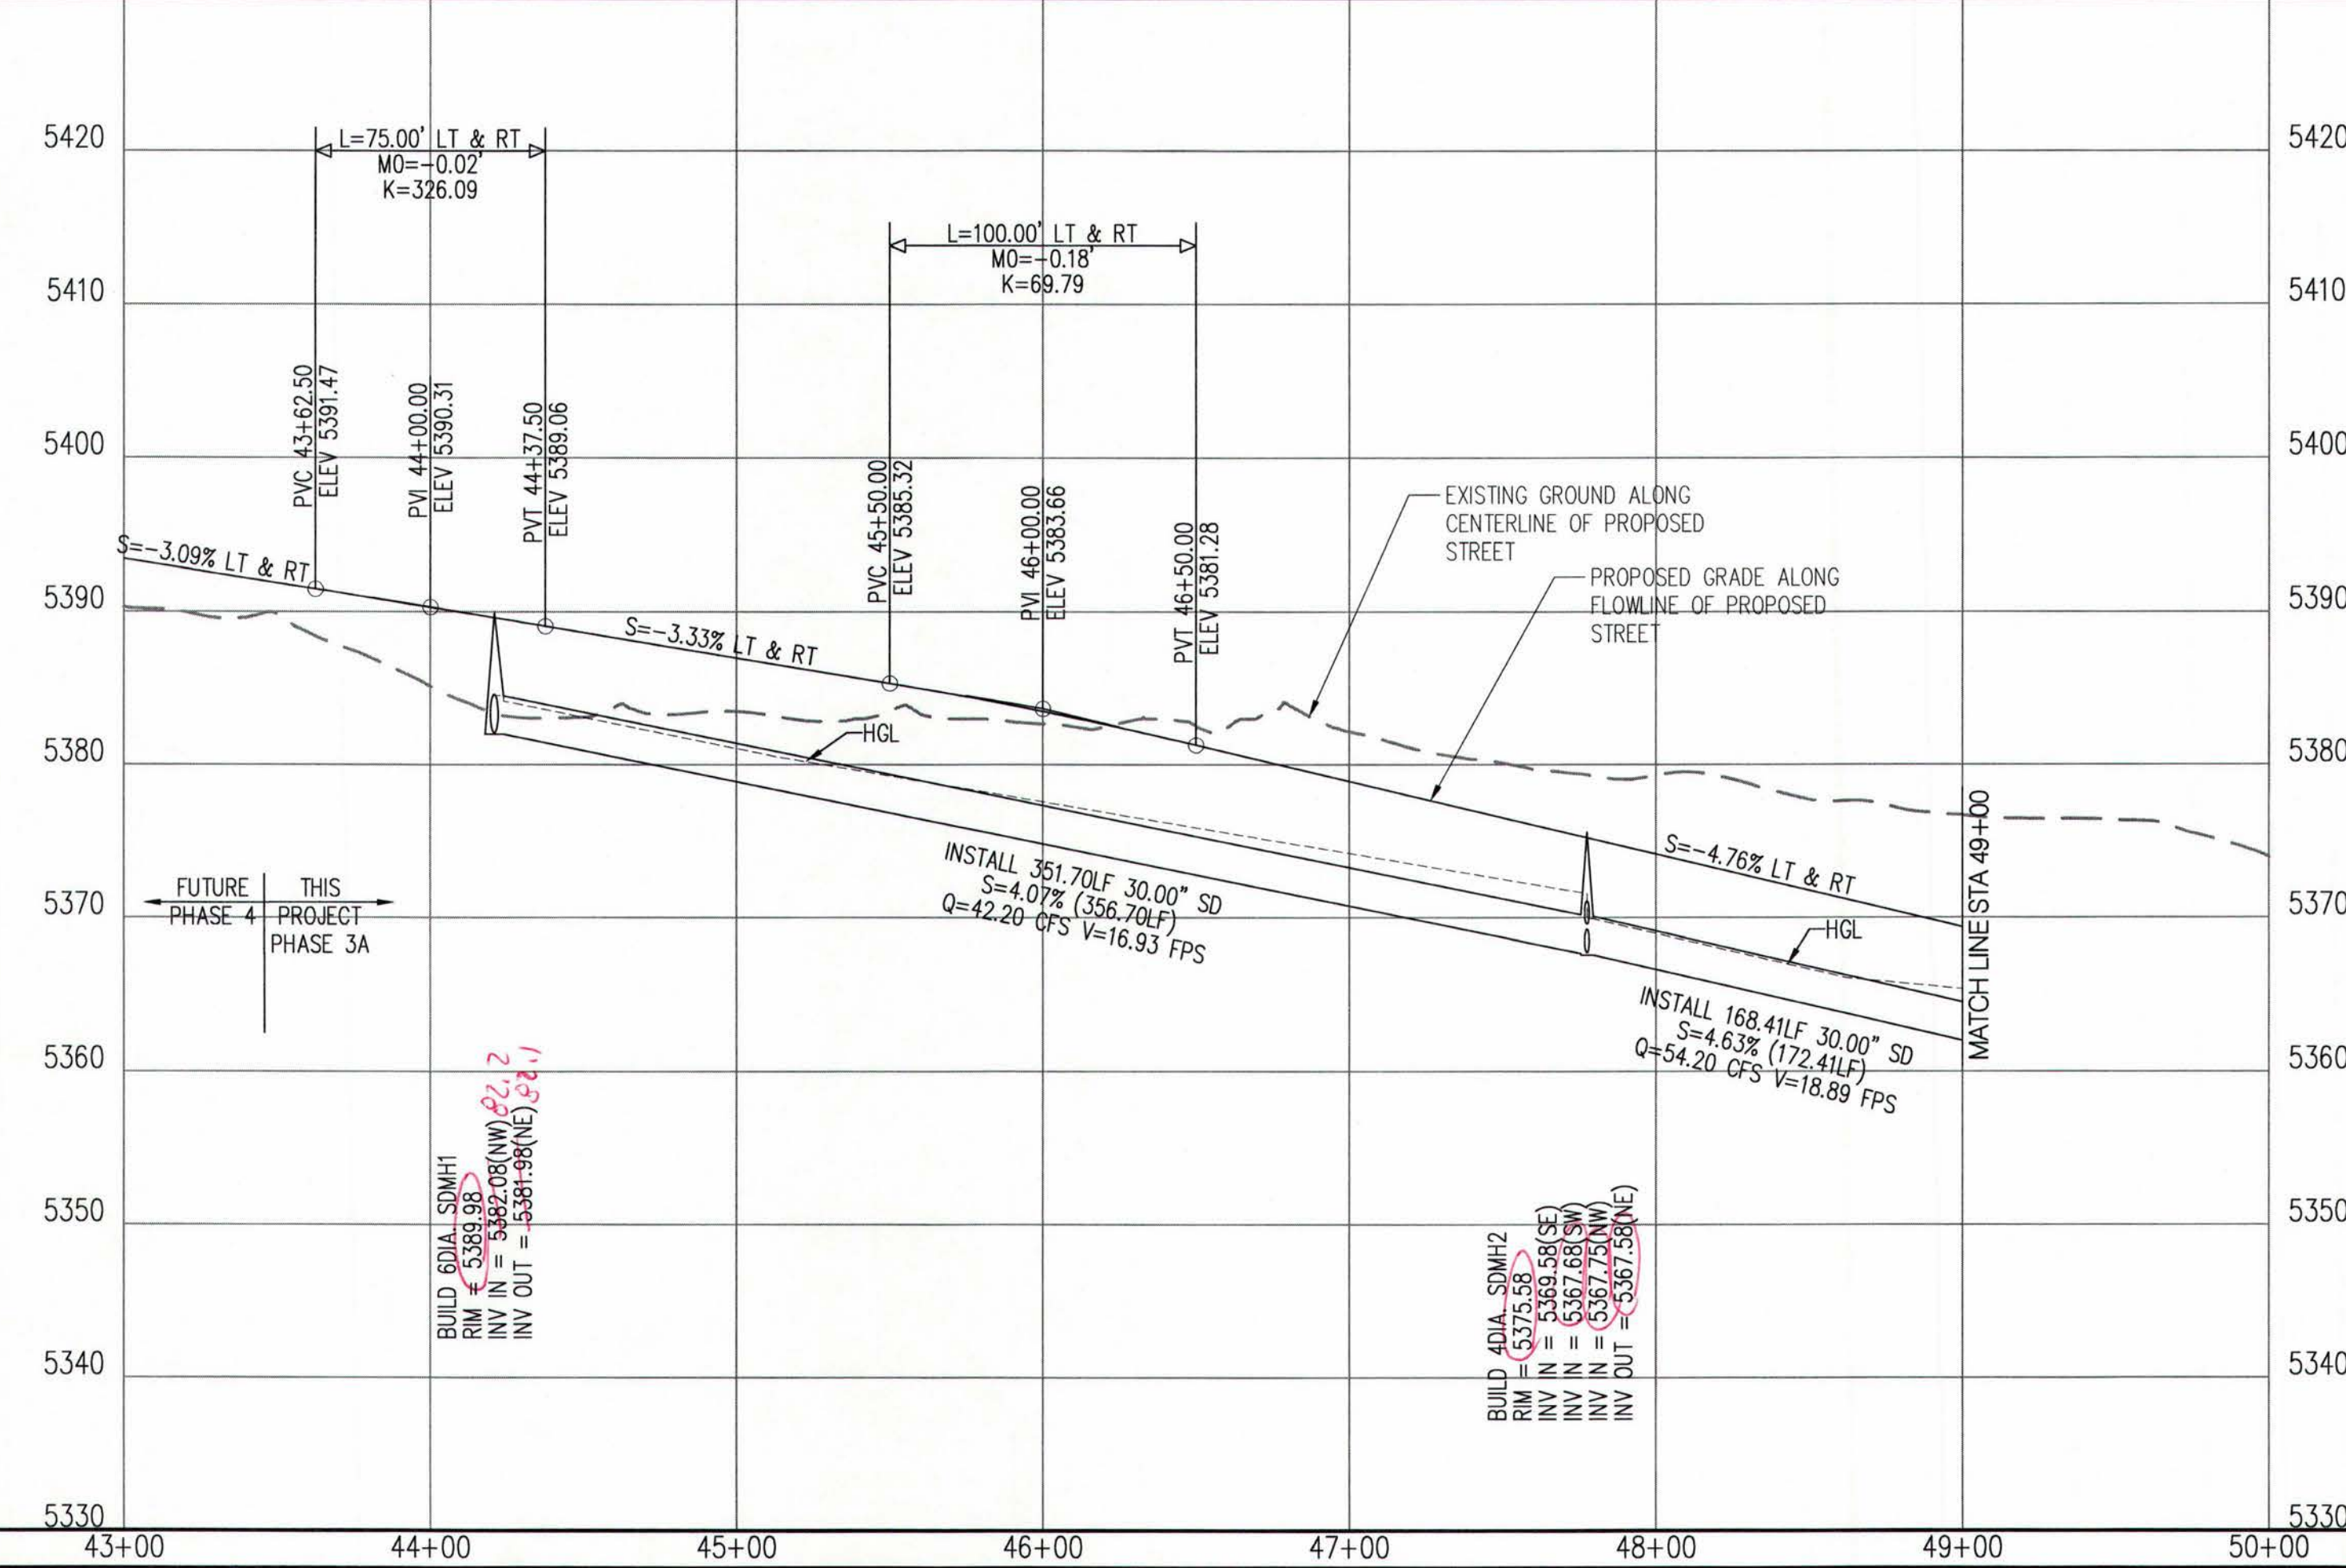 5420
5410
5400
5390
5380
5370
5360
5350
5340
5330
L=75.00' LT & RT
MO=-0.02'
K=326.09
L=100.00' LT & RT
MO=-0.18'
K=69.79
PVC 43+62.50
ELEV 5391.47
PVI 44+00.00
ELEV 5390.31
PVT 44+37.50
ELEV 5389.06
PVC 45+50.00
ELEV 5385.32
PVI 46+00.00
ELEV 5383.66
PVT 46+50.00
ELEV 5381.28
EXISTING GROUND ALONG
CENTERLINE OF PROPOSED
STREET
PROPOSED GRADE ALONG
FLOWLINE OF PROPOSED
STREET
S=-3.09% LT & RT
S=-3.33% LT & RT
HGL
S=-4.76% LT & RT
HGL
MATCH LINE STA 49+00
FUTURE
PHASE 4
THIS
PROJECT
PHASE 3A
INSTALL 351.70LF 30.00" SD
S=4.07% (356.70LF)
Q=42.20 CFS V=16.93 FPS
INSTALL 168.41LF 30.00" SD
S=4.63% (172.41LF)
Q=54.20 CFS V=18.89 FPS
BUILD 6DIA. SDMH1
RIM = 5389.98
INV IN = 5382.08(NW) 2.28
INV OUT = 5381.98(NE) 1.28
BUILD 4DIA. SDMH2
RIM = 5375.58
INV IN = 5369.58(SE)
INV IN = 5367.68(SW)
INV IN = 5367.75(NW)
INV OUT = 5367.58(NE)
5420
5410
5400
5390
5380
5370
5360
5350
5340
5330
43+00 44+00 45+00 46+00 47+00 48+00 49+00 50+00